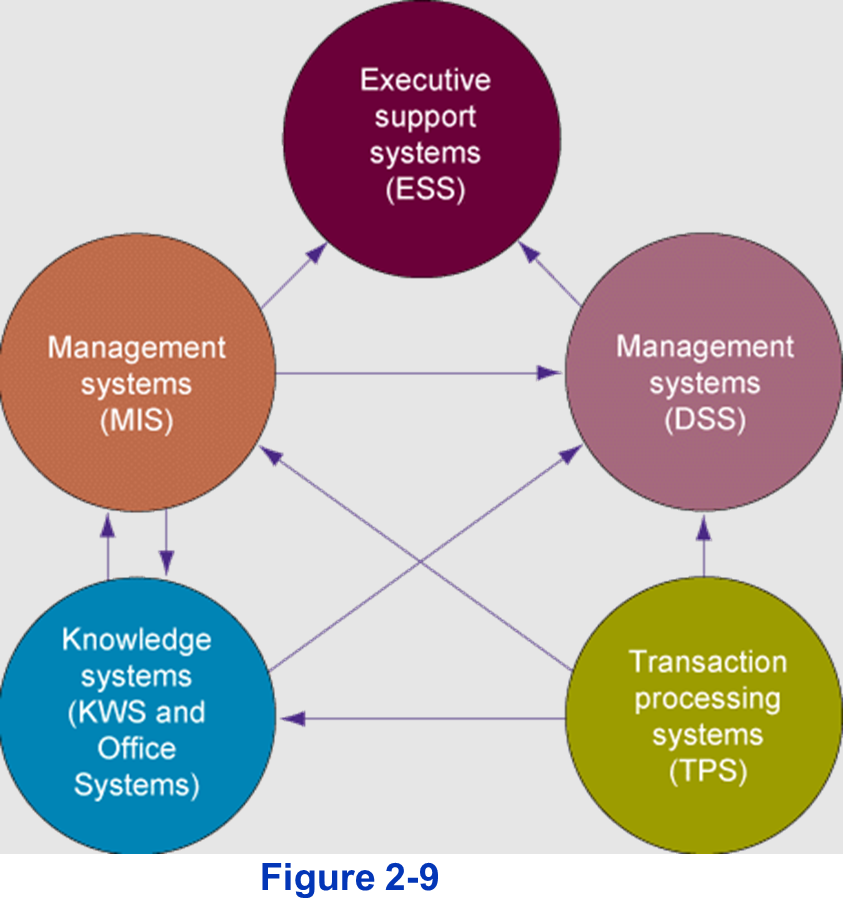 Executive
support
systems
(ESS)
Management
systems
(MIS)
Management
systems
(DSS)
Knowledge
systems
(KWS and
Office
Systems)
Transaction
processing
systems
(TPS)
Figure 2-9